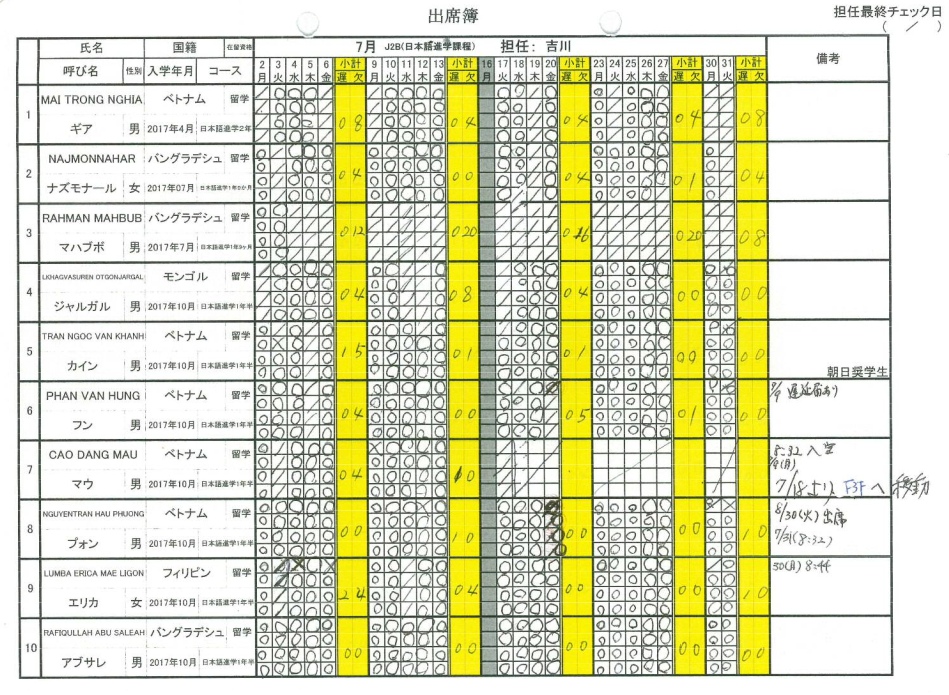 出席簿
担任最終チェック日
( / )
氏名 国籍 在留資格 7月 J2B(日本語進学課程) 担任: 吉川 備考
呼び名 性別 入学年月 コース 2 3 4 5 6 小計 9 10 11 12 13 小計 16 17 18 19 20 小計 23 24 25 26 27 小計 30 31 小計
月 火 水 木 金 遅 欠 月 火 水 木 金 遅 欠 月 火 水 木 金 遅 欠 月 火 水 木 金 遅 欠 月 火 遅 欠
1 MAI TRONG NGHIA ベトナム 留学
ギア 男 2017年4月 日本語進学2年 0 8 0 4 0 4 0 4 0 8
2 NAJMONNAHAR バングラデシュ 留学
ナズモナール 女 2017年07月 日本語進学1年9か月 0 4 0 0 0 4 0 1 0 4
3 RAHMAN MAHBUB バングラデシュ 留学
マハブボ 男 2017年7月 日本語進学1年9ヶ月 0 12 0 20 0 16 0 20 0 8
4 LKHAGVASUREN OTGONJARGAL モンゴル 留学
ジャルガル 男 2017年10月 日本語進学1年半 0 4 0 8 0 4 0 0 0 0
5 TRAN NGOC VAN KHANH ベトナム 留学
カイン 男 2017年10月 日本語進学1年半 1 5 0 1 0 1 0 0 0 0
朝日奨学生
6 PHAN VAN HUNG ベトナム 留学 遅延届あり
フン 男 2017年10月 日本語進学1年半 0 4 0 0 0 5 0 1 0 0
7 CAO DANG MAU ベトナム 留学 8:32 入室
マウ 男 2017年10月 日本語進学1年半 0 4 1 0 7/18より F3Fへ移動
8 NGUYENTRAN HAU PHUONG ベトナム 留学 8/30(火) 出席
プォン 男 2017年10月 日本語進学1年半 0 0 1 0 0 0 0 0 1 0 7/31(8:32)
9 LUMBA ERICA MAE LIGON フィリピン 留学 30(月) 8:44
エリカ 女 2017年10月 日本語進学1年半 2 4 0 4 0 0 0 0 1 0
10 RAFIQULLAH ABU SALEAH バングラデシュ 留学
アブサレ 男 2017年10月 日本語進学1年半 0 0 0 0 0 0 0 0 0 0